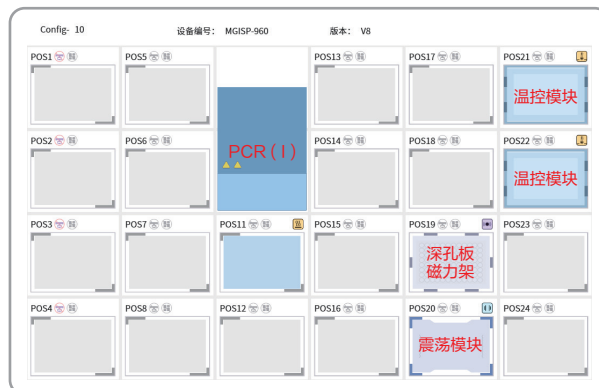 Config- 10 设备编号： MGISP-960 版本： V8
POS1 POS5 POS13 POS17 POS21
温控模块
POS2 POS6 PCR ( I ) POS14 POS18 POS22
温控模块
POS3 POS7 POS11 POS15 POS19 POS23
深孔板
磁力架
POS4 POS8 POS12 POS16 POS20 POS24
震荡模块